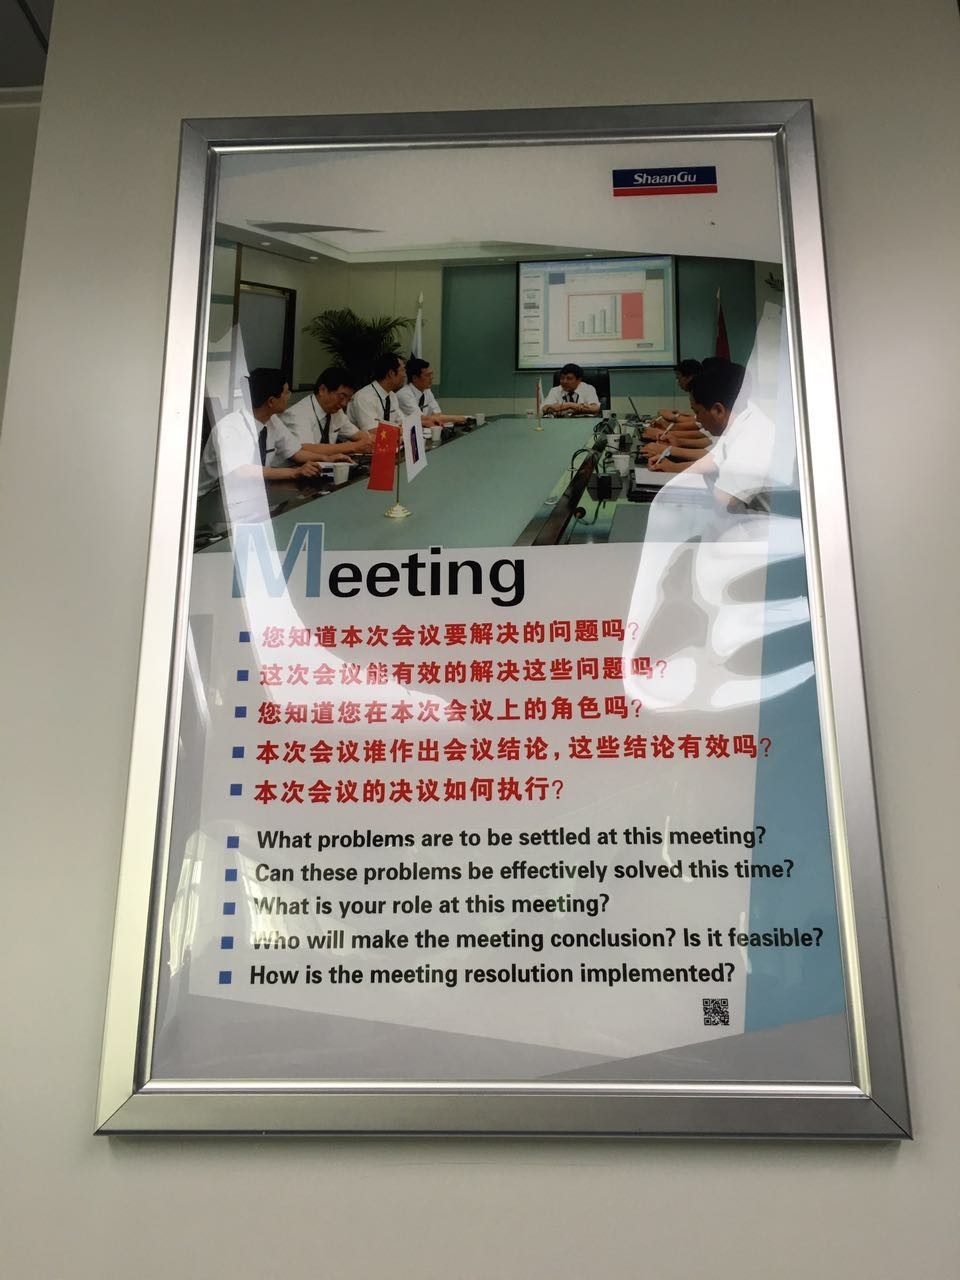 ShaanGu
Meeting
您知道本次会议要解决的问题吗?
这次会议能有效的解决这些问题吗?
您知道您在本次会议上的角色吗?
本次会议谁作出会议结论，这些结论有效吗?
本次会议的决议如何执行?
What problems are to be settled at this meeting?
Can these problems be effectively solved this time?
What is your role at this meeting?
Who will make the meeting conclusion? Is it feasible?
How is the meeting resolution implemented?